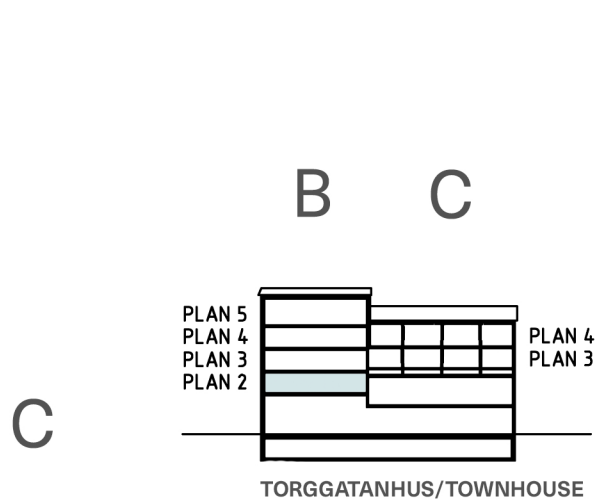 B C
PLAN 5
PLAN 4 PLAN 4
PLAN 3 PLAN 3
PLAN 2
C
TORGGATANHUS/TOWNHOUSE